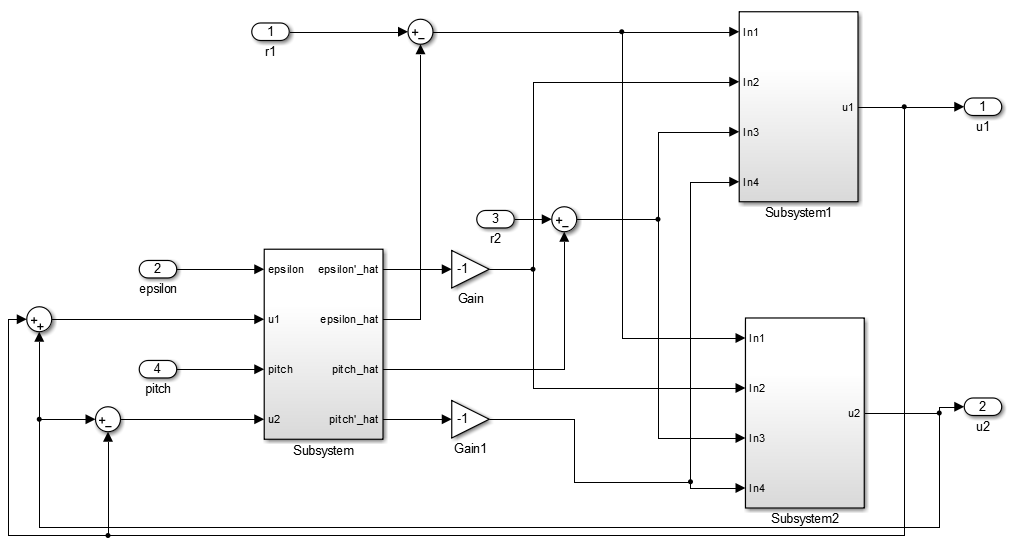 1
r1
+
−
In1
In2
In3
In4
u1
Subsystem1
1
u1
3
r2
+
−
2
epsilon
epsilon
u1
pitch
u2
epsilon'_hat
epsilon_hat
pitch_hat
pitch'_hat
Subsystem
-1
Gain
-1
Gain1
4
pitch
+
+
+
−
In1
In2
In3
In4
u2
Subsystem2
2
u2